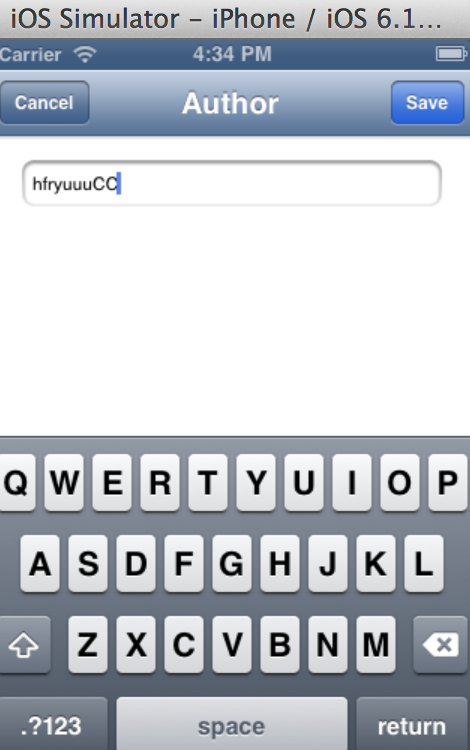 iOS Simulator – iPhone / iOS 6.1...
Carrier 4:34 PM
Cancel Author Save
hfryuuuCC
Q W E R T Y U I O P
A S D F G H J K L
Z X C V B N M
.?123 space return